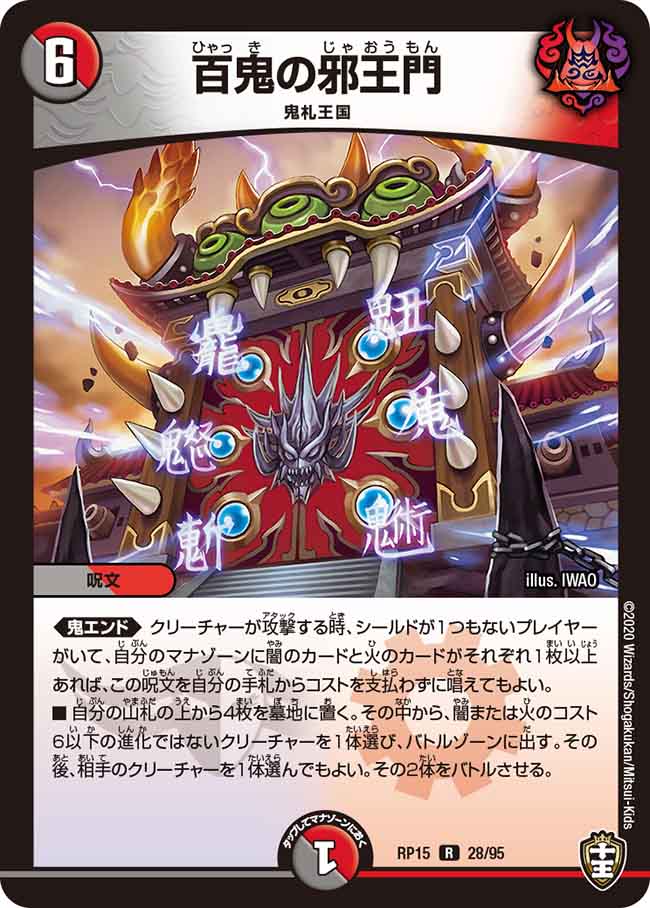 6
ひゃっ き じゃ おう もん
百鬼の邪王門
鬼札王国
呪文
illus. IWAO
鬼エンド クリーチャーが攻撃する時、シールドが1つもないプレイヤー
がいて、自分のマナゾーンに闇のカードと火のカードがそれぞれ1枚以上
あれば、この呪文を自分の手札からコストを支払わずに唱えてもよい。
■ 自分の山札の上から4枚を墓地に置く。その中から、闇または火のコスト
6以下の進化ではないクリーチャーを1体選び、バトルゾーンに出す。その
後、相手のクリーチャーを1体選んでもよい。その2体をバトルさせる。
©2020 Wizards/Shogakukan/Mitsui-Kids
タップしてマナゾーンにおく
1
RP15 R 28/95